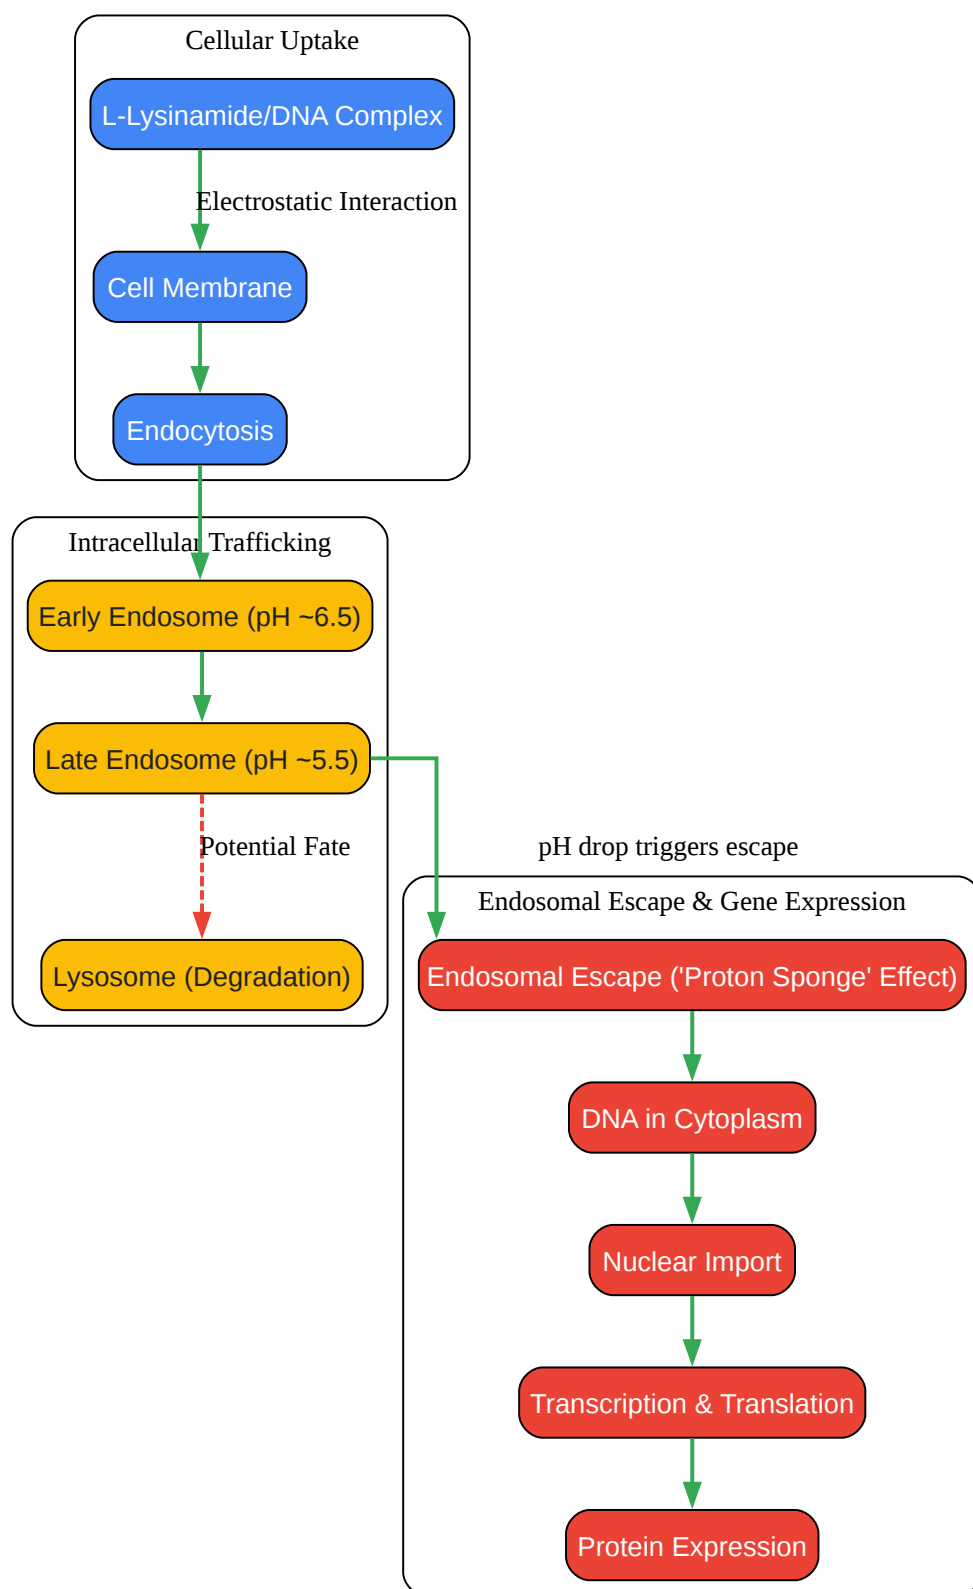 Cellular Uptake
L-Lysinamide/DNA Complex
Electrostatic Interaction
Cell Membrane
Endocytosis
Intracellular Trafficking
Early Endosome (pH ~6.5)
Late Endosome (pH ~5.5)
Potential Fate
Lysosome (Degradation)
pH drop triggers escape
Endosomal Escape & Gene Expression
Endosomal Escape ('Proton Sponge' Effect)
DNA in Cytoplasm
Nuclear Import
Transcription & Translation
Protein Expression